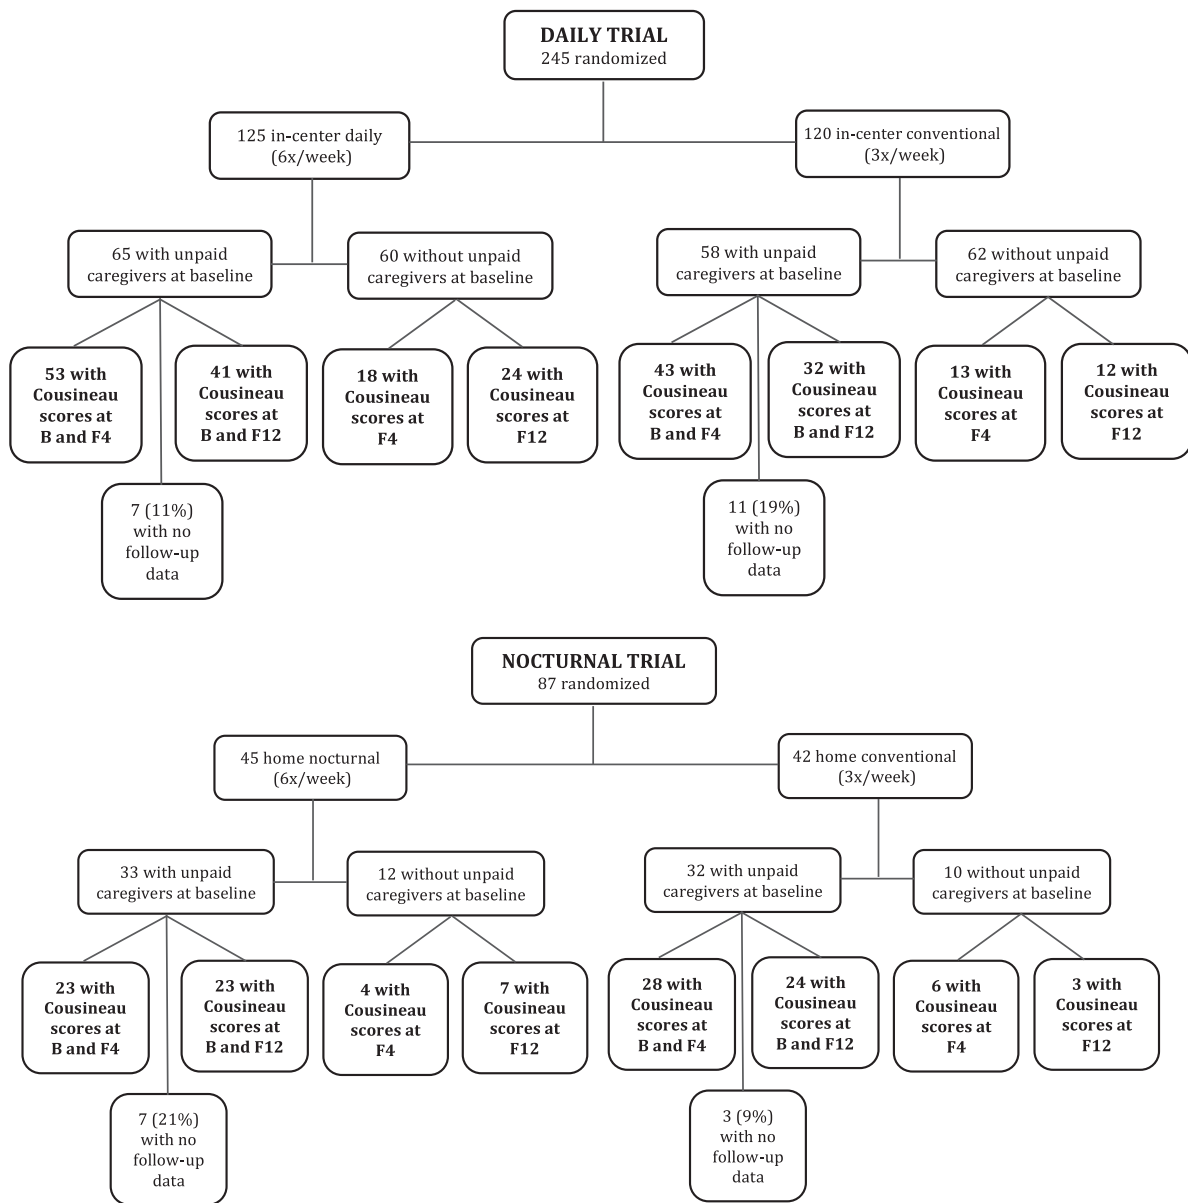 DAILY TRIAL
245 randomized
125 in-center daily
(6x/week)
120 in-center conventional
(3x/week)
65 with unpaid
caregivers at baseline
60 without unpaid
caregivers at baseline
58 with unpaid
caregivers at baseline
62 without unpaid
caregivers at baseline
53 with
Cousineau
scores at
B and F4
41 with
Cousineau
scores at
B and F12
18 with
Cousineau
scores at
F4
24 with
Cousineau
scores at
F12
43 with
Cousineau
scores at
B and F4
32 with
Cousineau
scores at
B and F12
13 with
Cousineau
scores at
F4
12 with
Cousineau
scores at
F12
7 (11%)
with no
follow-up
data
11 (19%)
with no
follow-up
data
NOCTURNAL TRIAL
87 randomized
45 home nocturnal
(6x/week)
42 home conventional
(3x/week)
33 with unpaid
caregivers at baseline
12 without unpaid
caregivers at baseline
32 with unpaid
caregivers at baseline
10 without unpaid
caregivers at baseline
23 with
Cousineau
scores at
B and F4
23 with
Cousineau
scores at
B and F12
4 with
Cousineau
scores at
F4
7 with
Cousineau
scores at
F12
28 with
Cousineau
scores at
B and F4
24 with
Cousineau
scores at
B and F12
6 with
Cousineau
scores at
F4
3 with
Cousineau
scores at
F12
7 (21%)
with no
follow-up
data
3 (9%)
with no
follow-up
data